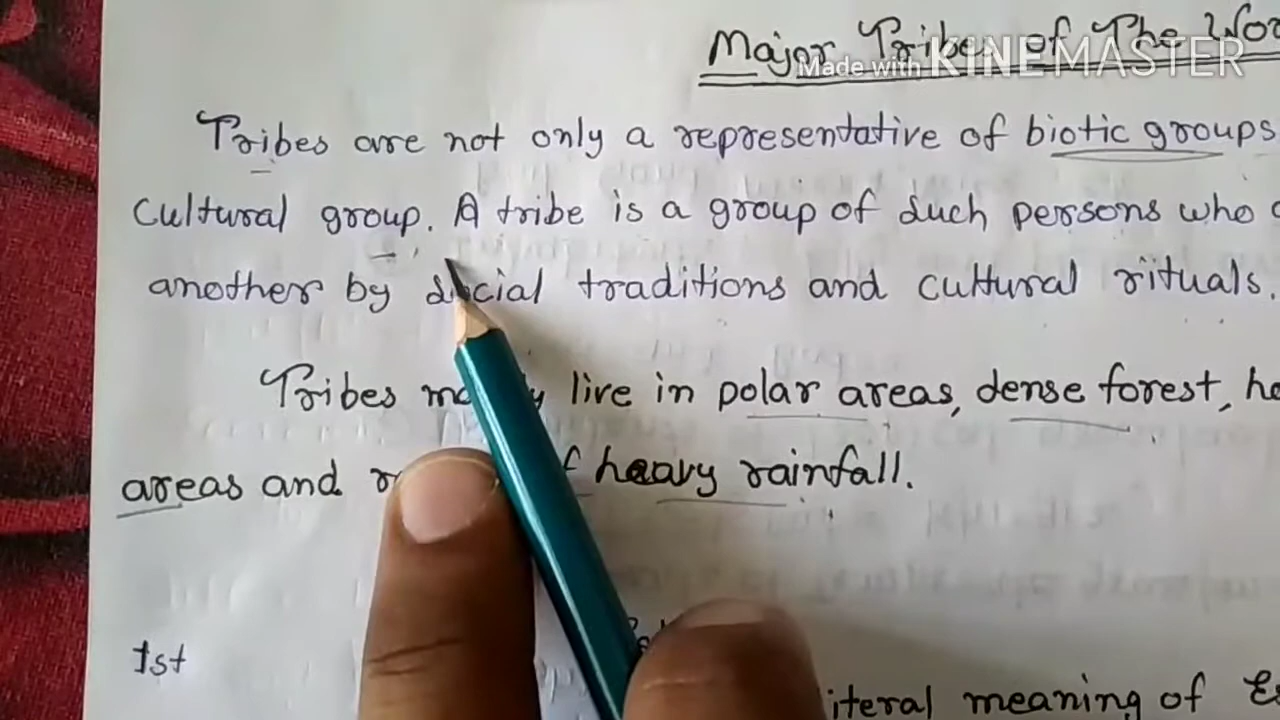 Major Tribes of The
Made with KINEMASTER
Tribes are not only a representative of biotic groups
Cultural group. A tribe is a group of such persons who
another by social traditions and cultural rituals.
Tribes live in polar areas, dense forest,
areas and heavy rainfall.
1st
literal meaning of